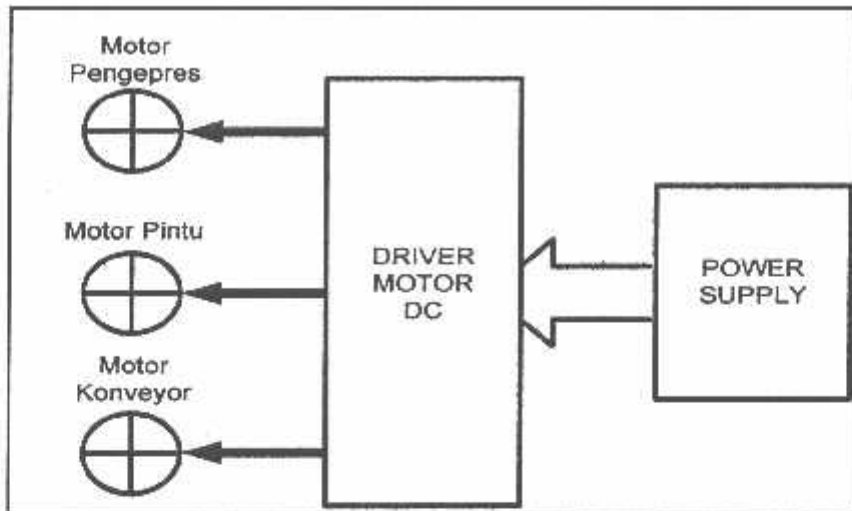 Motor
Pengepres
Motor Pintu
Motor
Konveyor
DRIVER
MOTOR
DC
POWER
SUPPLY